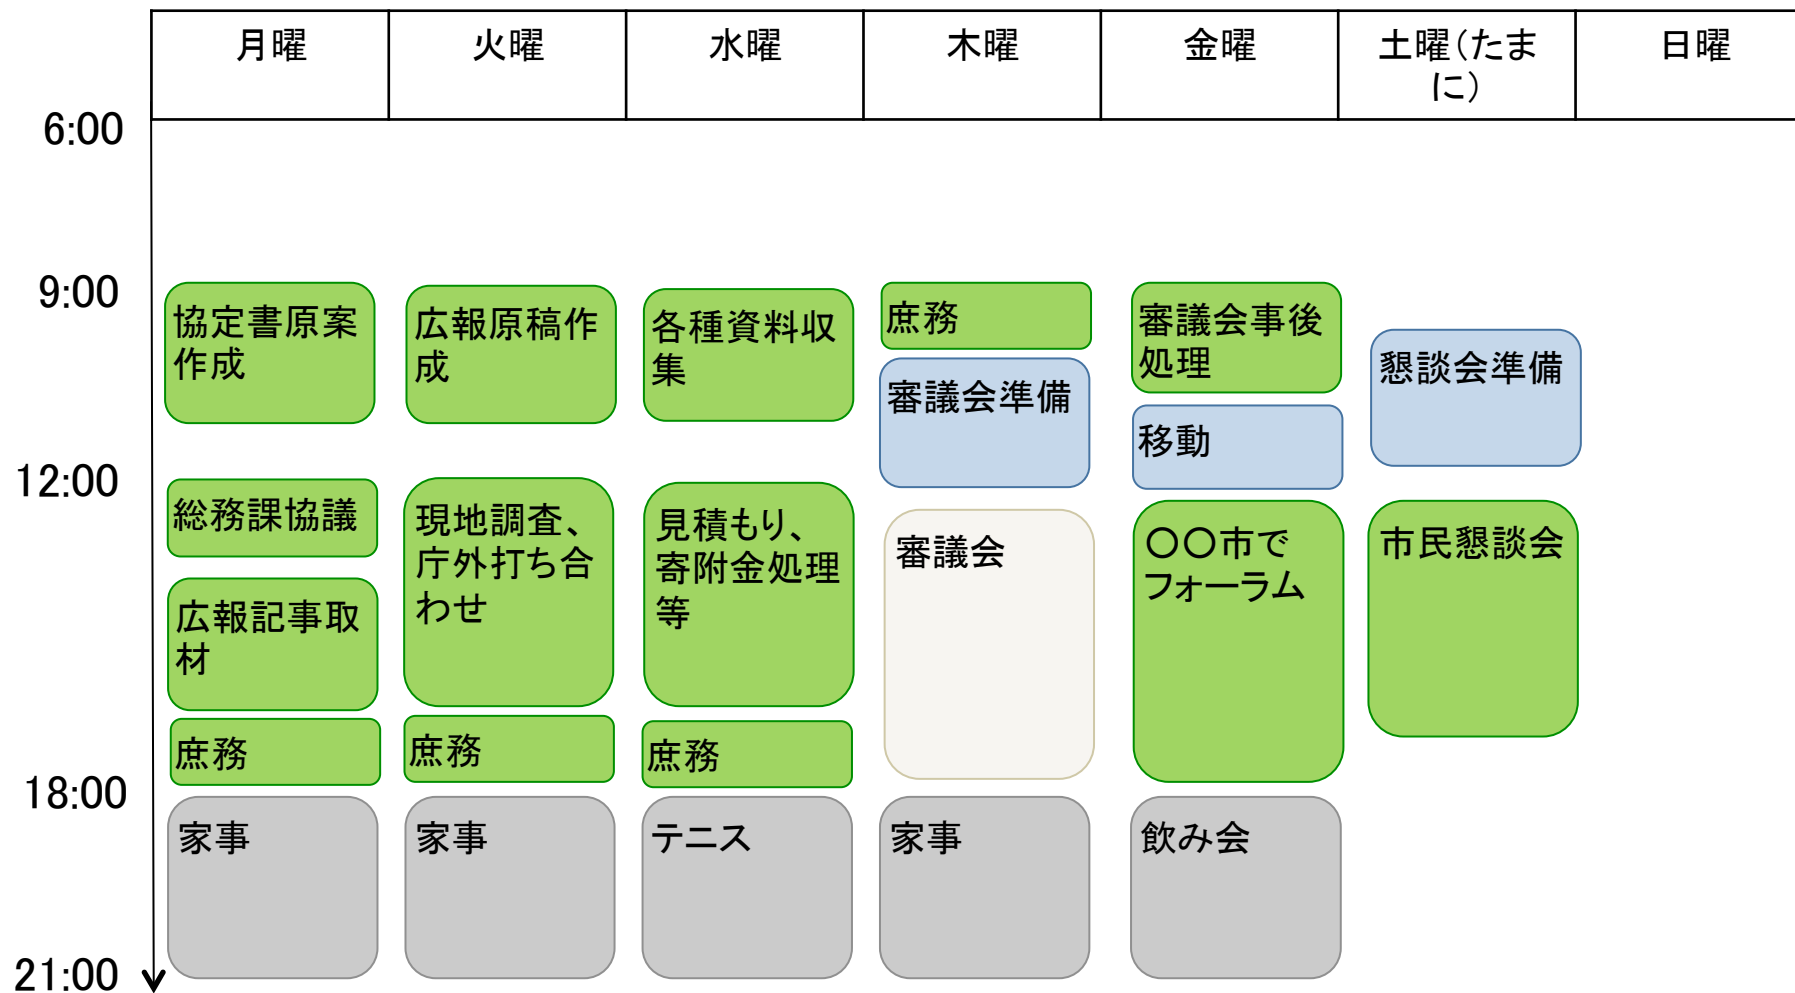 月曜
火曜
水曜
木曜
金曜
土曜(たま
に)
日曜
6:00
9:00
12:00
18:00
21:00
協定書原案
作成
総務課協議
広報記事取
材
庶務
家事
広報原稿作
成
現地調査、
庁外打ち合
わせ
庶務
家事
各種資料収
集
見積もり、
寄附金処理
等
庶務
テニス
庶務
審議会準備
審議会
家事
審議会事後
処理
移動
〇〇市で
フォーラム
飲み会
懇談会準備
市民懇談会